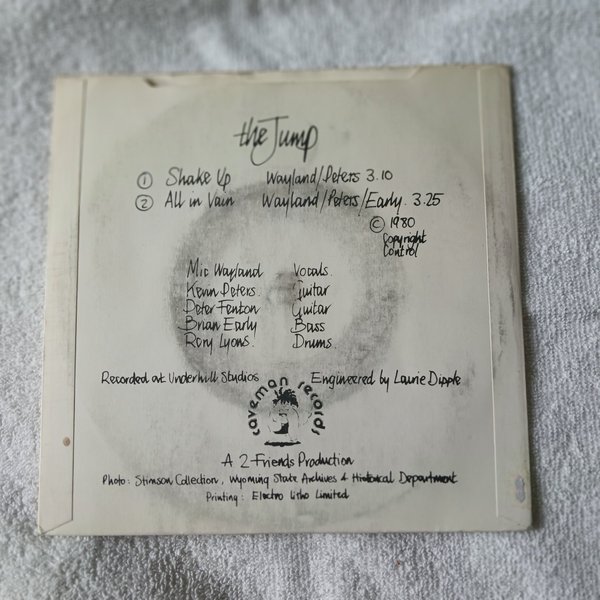 the Jump
① Shake Up Wayland/Peters 3.10
② All in Vain Wayland/Peters/Early. 3.25
© 1980
Copyright
Control
Mic Wayland Vocals.
Kenn Peters. Guitar
Peter Fenton Guitar
Brian Early Bass
Rory Lyons. Drums
Recorded at Underhill Studios Engineered by Laurie Dipple
caveman records
A 2-Friends Production
Photo: Stimson Collection, Wyoming State Archives & Historical Department
Printing: Electro Litho Limited